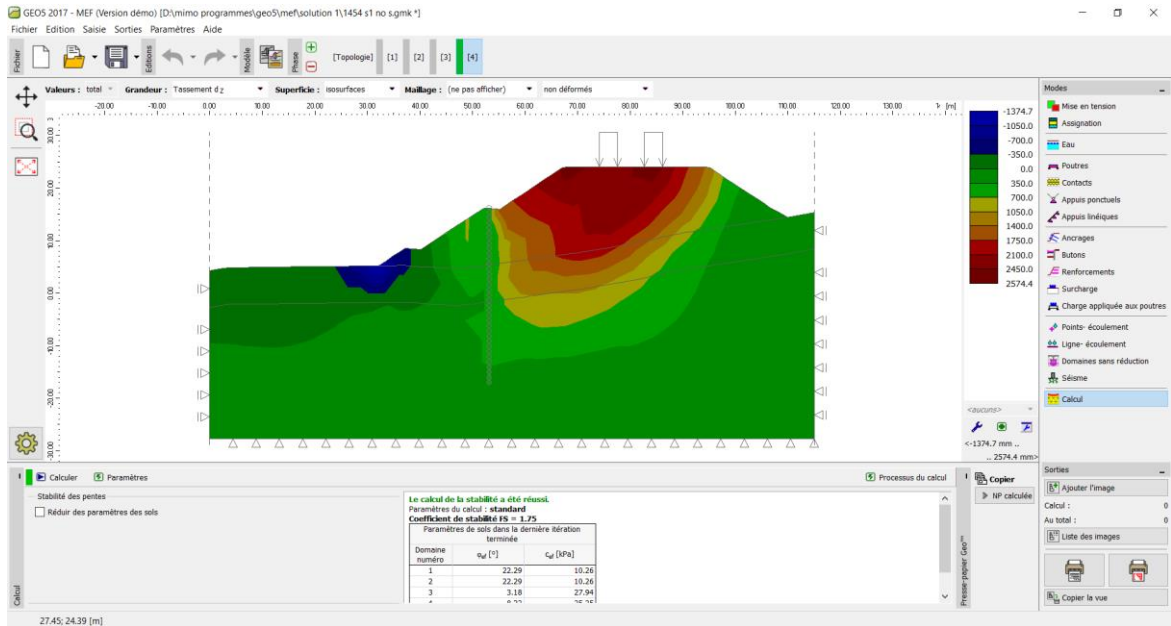 GEO5 2017 - MEF (Version démo) [D:\mimo programmes\geo5\mef\solution 1\1454 s1 no s.gmk *]
Fichier Edition Saisie Sorties Paramètres Aide
Fichier Editions Modèle Phase [Topologie] [1] [2] [3] [4]
Valeurs : total Grandeur : Tassement dz Superficie : isosurfaces Maillage : (ne pas afficher) non déformés
-20.00 -10.00 0.00 10.00 20.00 30.00 40.00 50.00 60.00 70.00 80.00 90.00 100.00 110.00 120.00 130.00 [m]
30.00
20.00
10.00
0.00
-10.00
-20.00
-30.00
-1374.7
-1050.0
-700.0
-350.0
0.0
350.0
700.0
1050.0
1400.0
1750.0
2100.0
2450.0
2574.4
<aucuns>
<-1374.7 mm ..
.. 2574.4 mm>
Modes
Mise en tension
Assignation
Eau
Poutres
Contacts
Appuis ponctuels
Appuis linéiques
Ancrages
Butons
Renforcements
Surcharge
Charge appliquée aux poutres
Points- écoulement
Ligne- écoulement
Domaines sans réduction
Séisme
Calcul
Calculer Paramètres Processus du calcul
Stabilité des pentes
Réduir des paramètres des sols
Le calcul de la stabilité a été réussi.
Paramètres du calcul : standard
Coefficient de stabilité FS = 1.75
Paramètres de sols dans la dernière itération
terminée
Domaine
numéro φef [°] cef [kPa]
1 22.29 10.26
2 22.29 10.26
3 3.18 27.94
Calcul
Presse-papier Geo™
Copier
NP calculée
Sorties
Ajouter l'image
Calcul : 0
Au total : 0
Liste des images
Copier la vue
27.45; 24.39 [m]